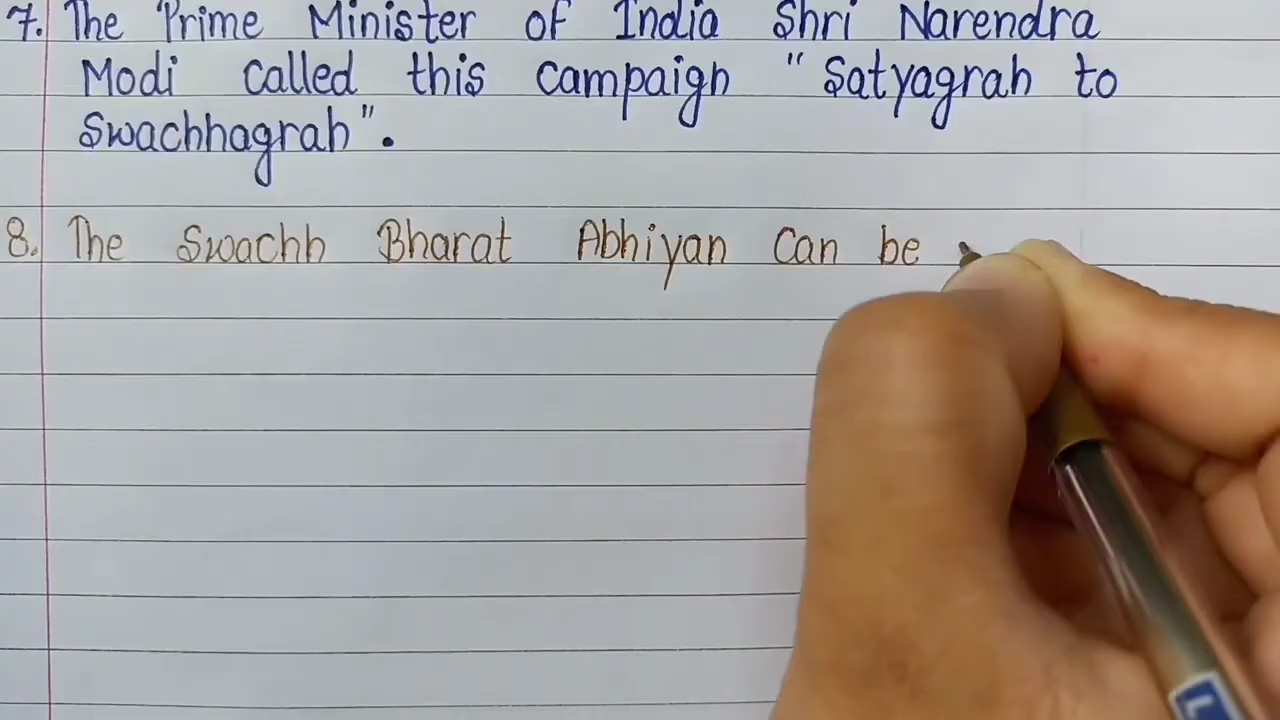 7. The Prime Minister of India Shri Narendra
Modi called this campaign "Satyagrah to
Swachhagrah".
8. The Swachh Bharat Abhiyan can be